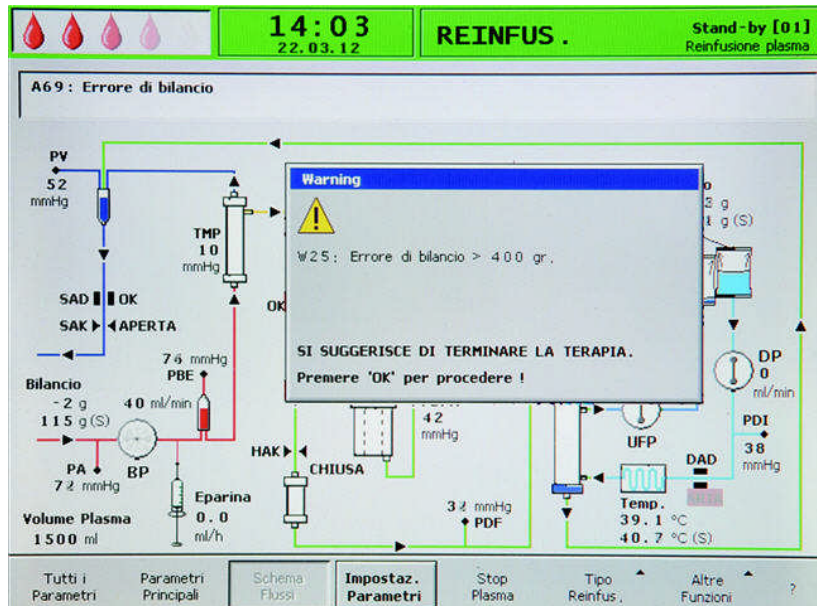 14:03
22.03.12
REINFUS.
Stand-by [01]
Reinfusione plasma
A69: Errore di bilancio
PV
52
mmHg
TMP
10
mmHg
SAD OK
SAK APERTA
OK
Warning
W25: Errore di bilancio > 400 gr.
SI SUGGERISCE DI TERMINARE LA TERAPIA.
Premere 'OK' per procedere !
g
g (S)
Bilancio
-2 g
115 g (S)
76 mmHg
PBE
40 ml/min
PA
72 mmHg
BP
Eparina
0.0
ml/h
Volume Plasma
1500 ml
HAK
CHIUSA
42
mmHg
32 mmHg
PDF
UFP
DP
0
ml/min
PDI
38
mmHg
DAD
Temp.
39.1 °C
40.7 °C (S)
Tutti i
Parametri
Parametri
Principali
Schema
Flussi
Impostaz.
Parametri
Stop
Plasma
Tipo
Reinfus.
Altre
Funzioni
?